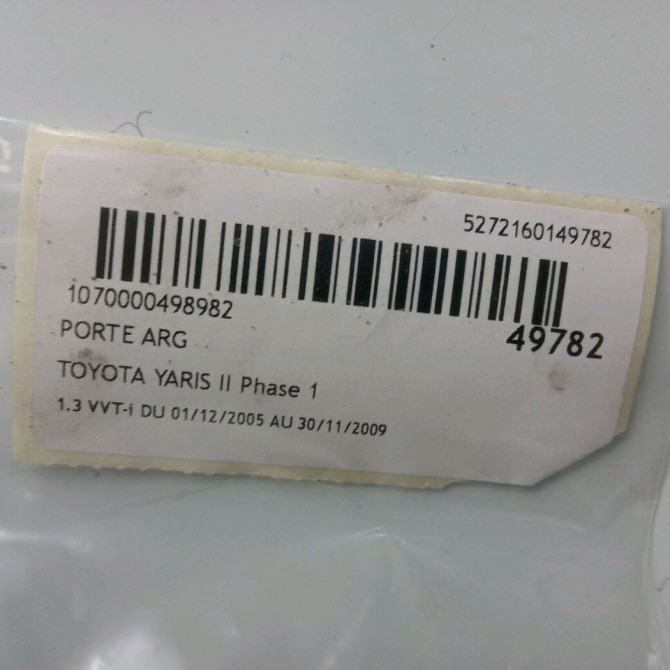 5272160149782
1070000498982
49782
PORTE ARG
TOYOTA YARIS II Phase 1
1.3 VVT-i DU 01/12/2005 AU 30/11/2009